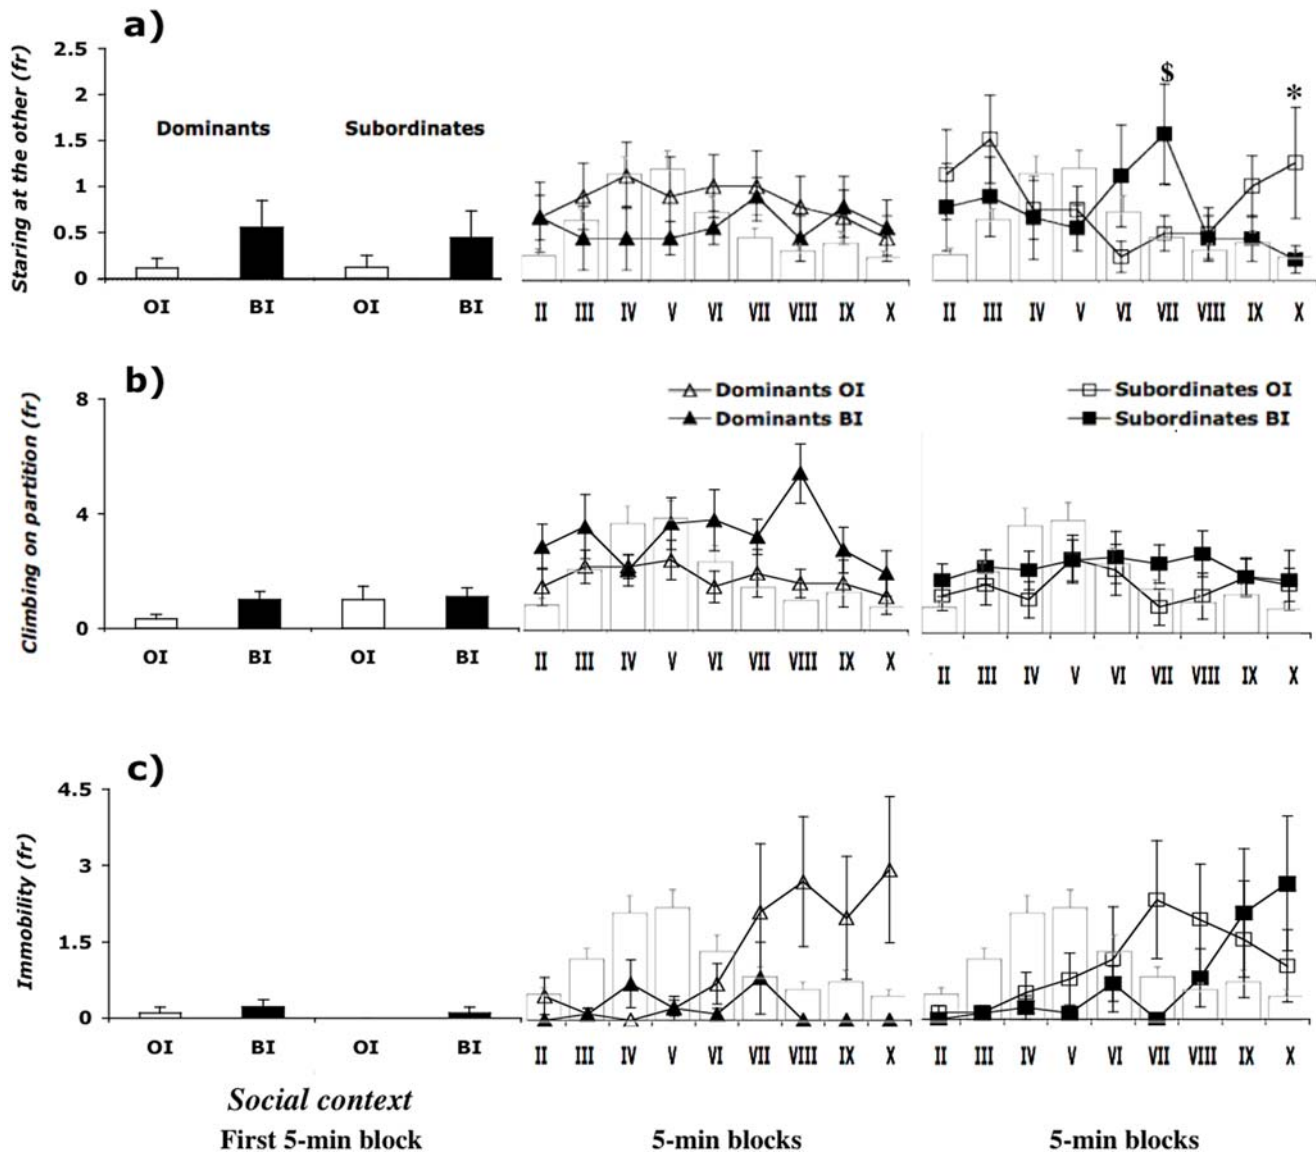 a)
Staring at the other (fr)
2.5
2
1.5
1
0.5
0
Dominants Subordinates
OI BI OI BI
II III IV V VI VII VIII IX X
$
*
II III IV V VI VII VIII IX X
b)
Climbing on partition (fr)
8
4
0
OI BI OI BI
Dominants OI
Dominants BI
II III IV V VI VII VIII IX X
Subordinates OI
Subordinates BI
II III IV V VI VII VIII IX X
c)
Immobility (fr)
4.5
3
1.5
0
OI BI OI BI
II III IV V VI VII VIII IX X
II III IV V VI VII VIII IX X
Social context
First 5-min block
5-min blocks
5-min blocks